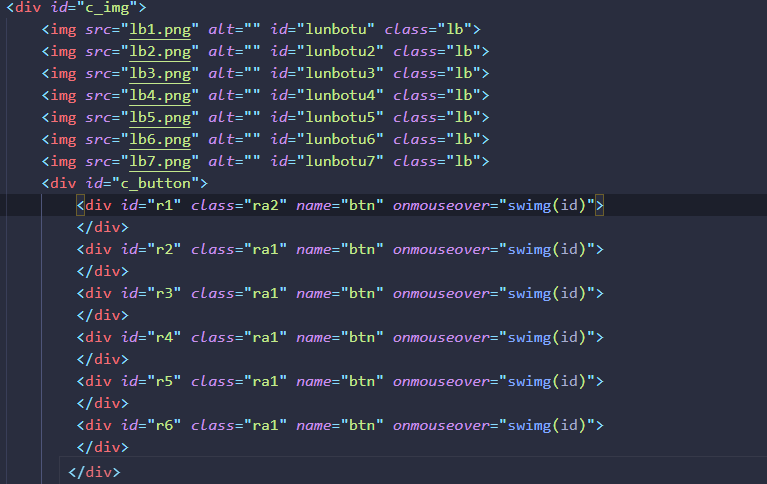 <div id="c_img">
<img src="lb1.png" alt="" id="lunbotu" class="lb">
<img src="lb2.png" alt="" id="lunbotu2" class="lb">
<img src="lb3.png" alt="" id="lunbotu3" class="lb">
<img src="lb4.png" alt="" id="lunbotu4" class="lb">
<img src="lb5.png" alt="" id="lunbotu5" class="lb">
<img src="lb6.png" alt="" id="lunbotu6" class="lb">
<img src="lb7.png" alt="" id="lunbotu7" class="lb">
<div id="c_button">
<div id="r1" class="ra2" name="btn" onmouseover="swimg(id)">
</div>
<div id="r2" class="ra1" name="btn" onmouseover="swimg(id)">
</div>
<div id="r3" class="ra1" name="btn" onmouseover="swimg(id)">
</div>
<div id="r4" class="ra1" name="btn" onmouseover="swimg(id)">
</div>
<div id="r5" class="ra1" name="btn" onmouseover="swimg(id)">
</div>
<div id="r6" class="ra1" name="btn" onmouseover="swimg(id)">
</div>
</div>